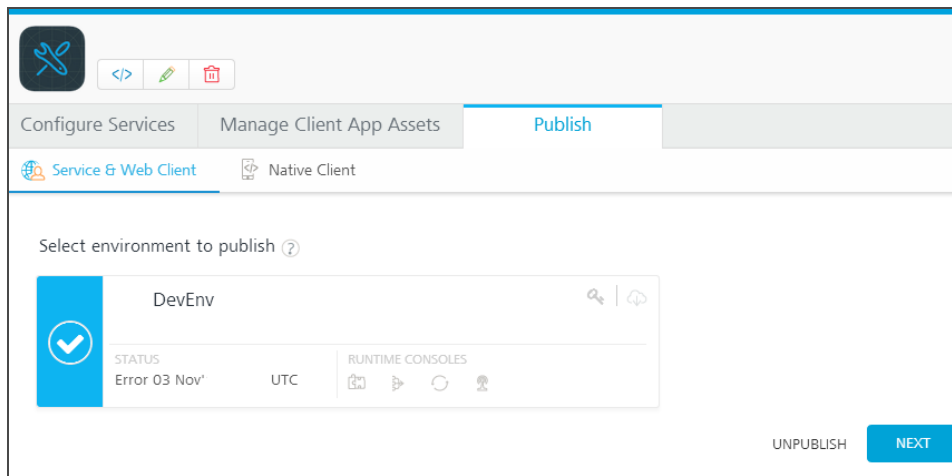 </>
Configure Services Manage Client App Assets Publish
Service & Web Client </> Native Client
Select environment to publish ?
DevEnv
STATUS RUNTIME CONSOLES
Error 03 Nov' UTC
UNPUBLISH NEXT